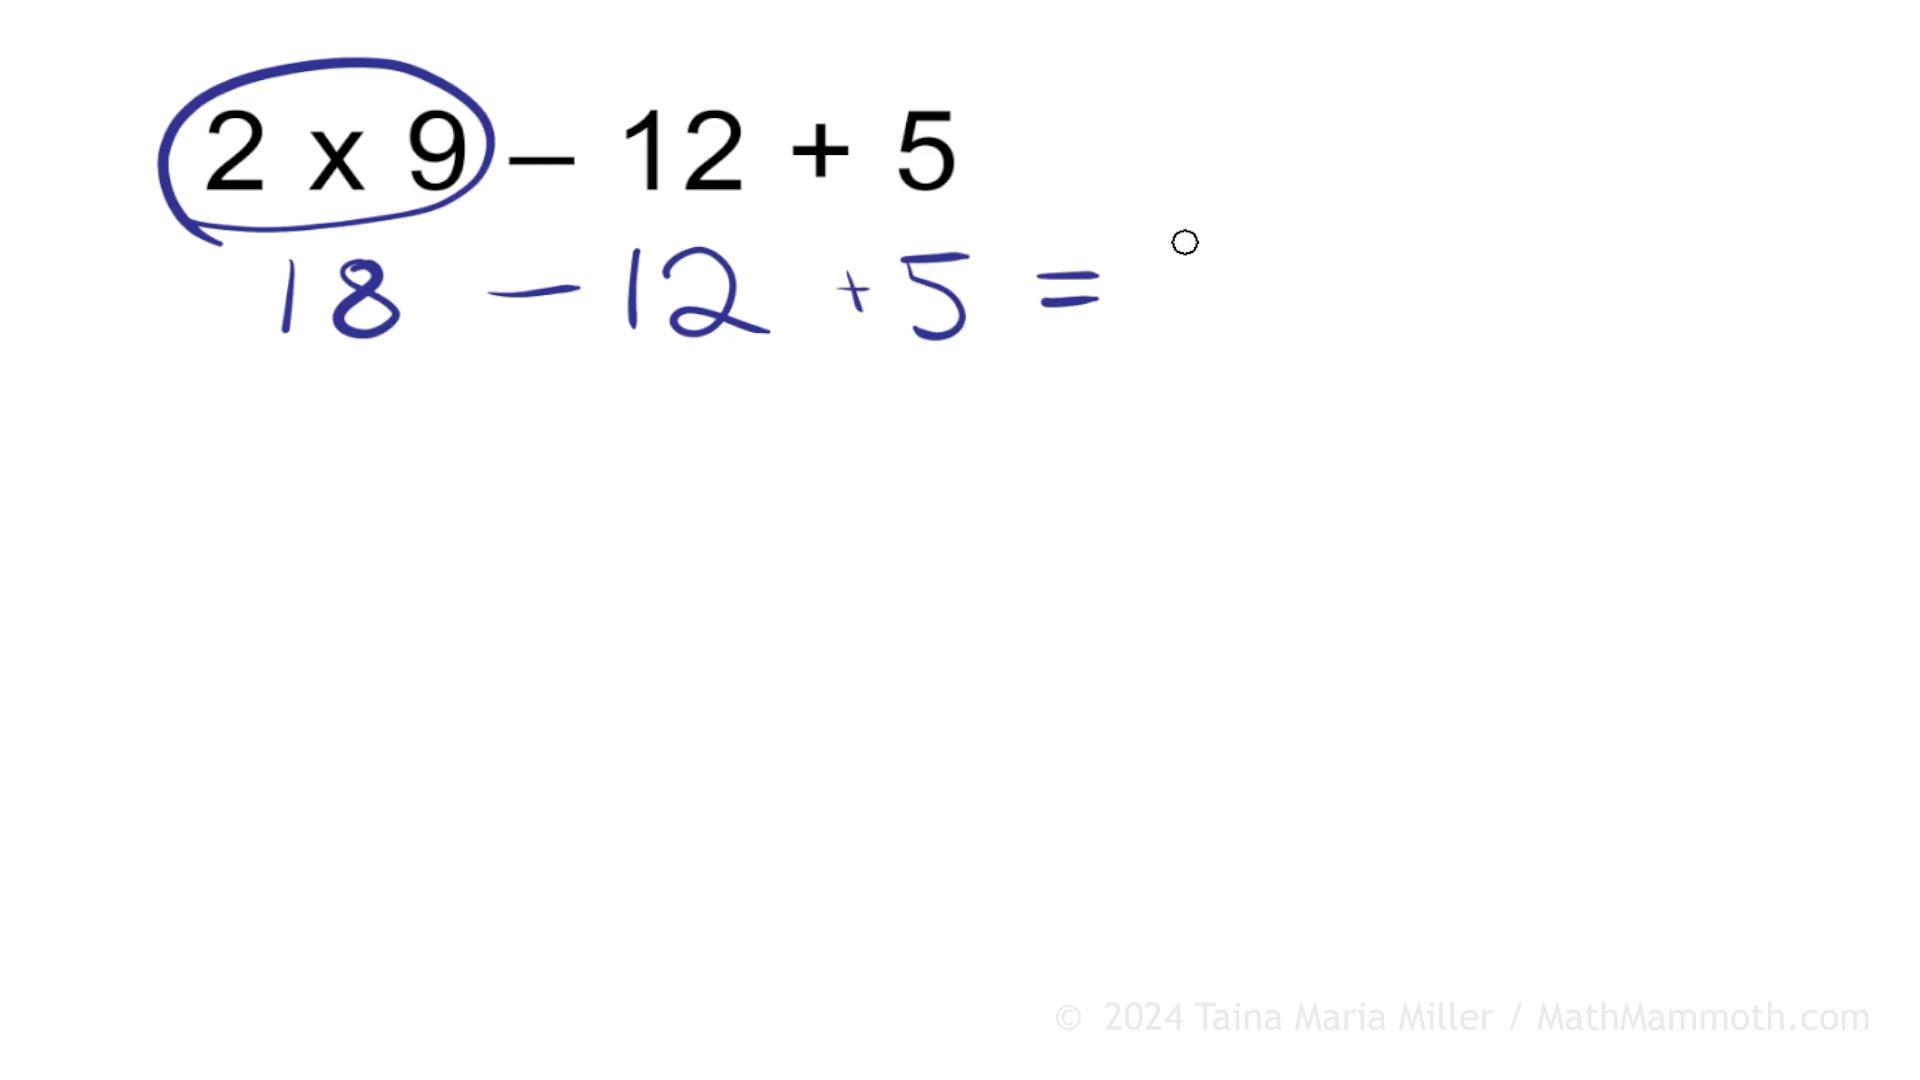 2 x 9 – 12 + 5
18 – 12 + 5 =
© 2024 Taina Maria Miller / MathMammoth.com